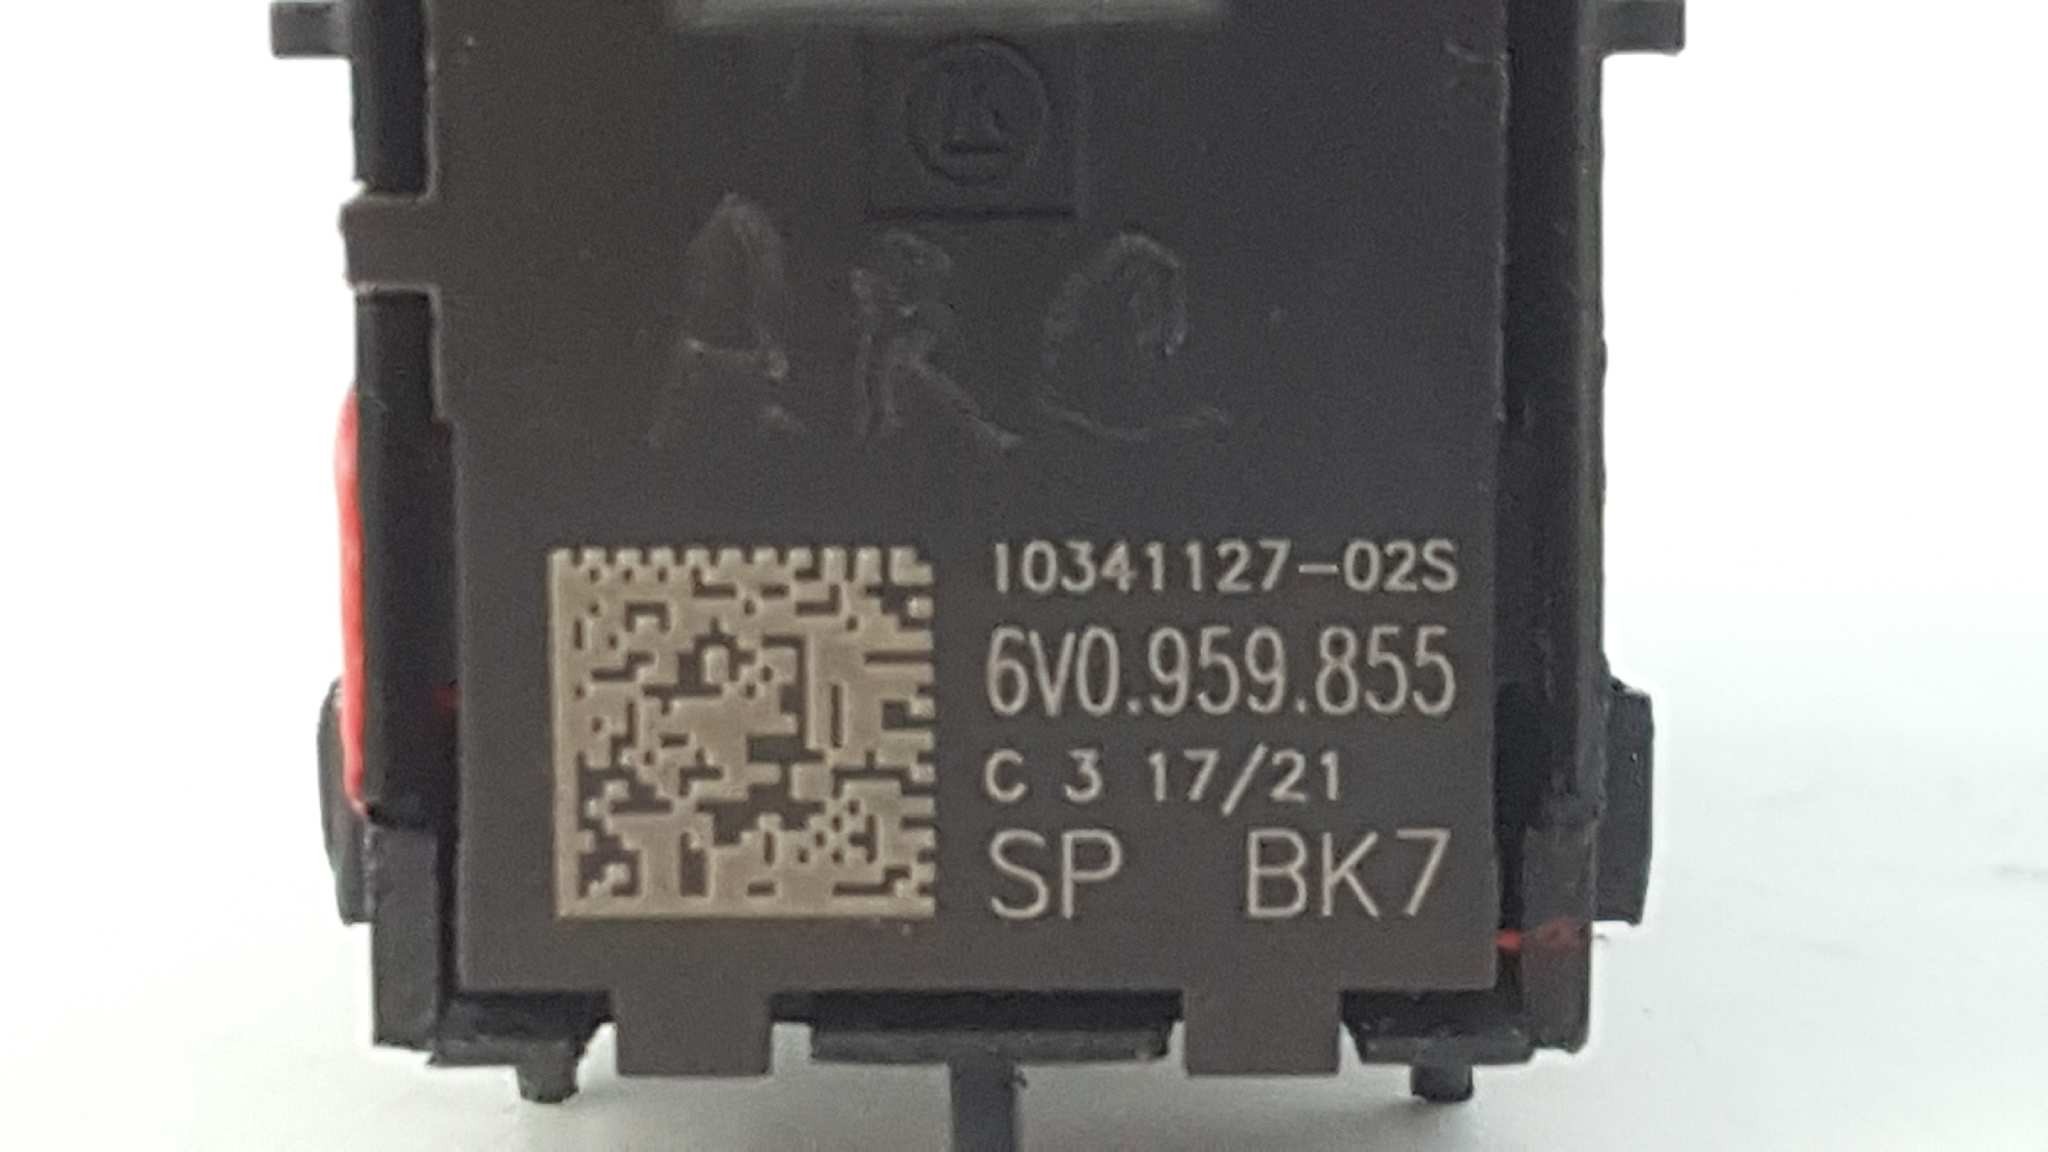 ARC
10341127-02S
6V0.959.855
C 3 17/21
SP BK7